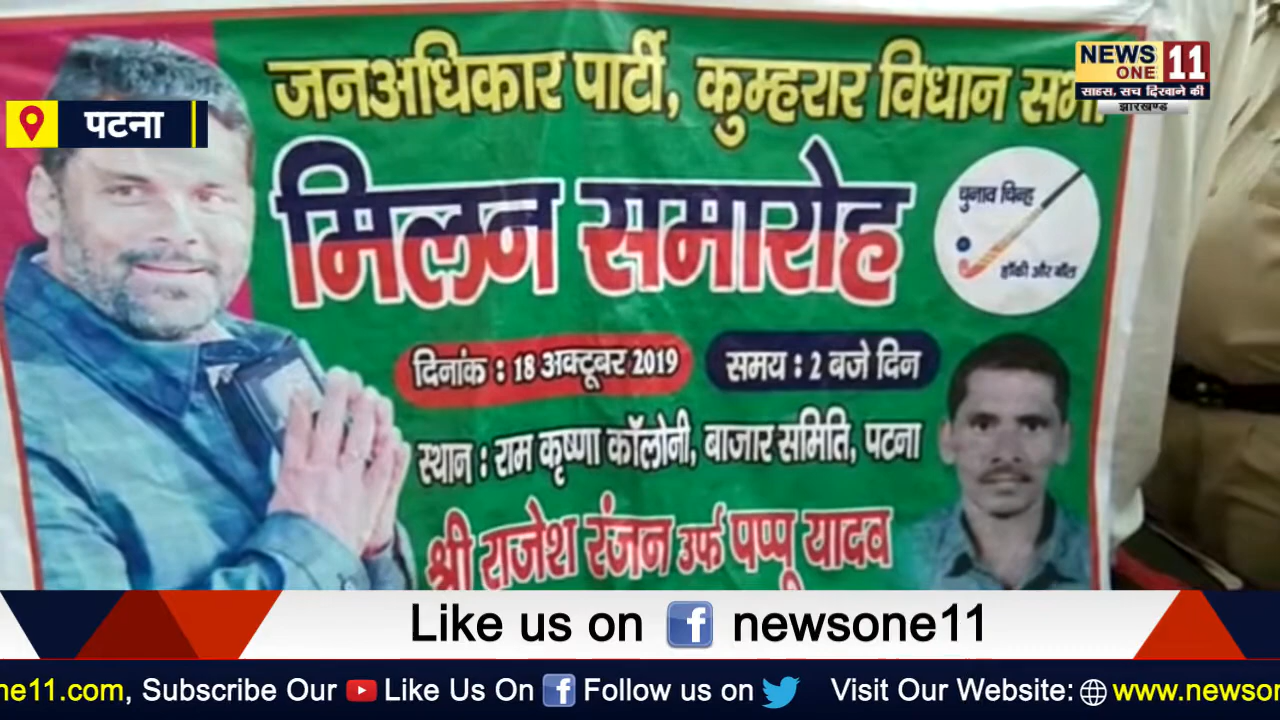 जनअधिकार पार्टी, कुम्हरार विधान सभा
NEWS
ONE 11
साहस, सच दिखाने की
झारखण्ड
पटना
मिलन समारोह
चुनाव चिन्ह
हॉकी और बॉल
दिनांक : 18 अक्टूबर 2019
समय : 2 बजे दिन
स्थान : राम कृष्णा कॉलोनी, बाजार समिति, पटना
श्री राजेश रंजन उर्फ पप्पू यादव
Like us on f newsone11
ne11.com, Subscribe Our Like Us On f Follow us on Visit Our Website: www.newson